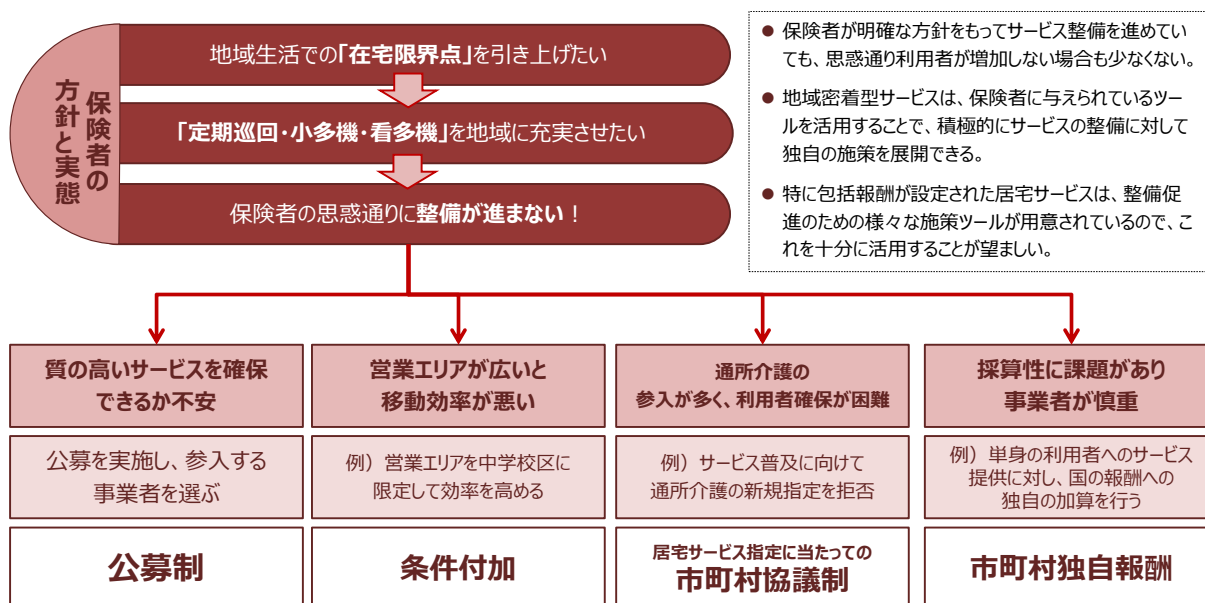 保険者の
方針と実態
地域生活での「在宅限界点」を引き上げたい
「定期巡回・小多機・看多機」を地域に充実させたい
保険者の思惑通りに整備が進まない！
● 保険者が明確な方針をもってサービス整備を進めてい
ても、思惑通り利用者が増加しない場合も少なくない。
● 地域密着型サービスは、保険者に与えられているツー
ルを活用することで、積極的にサービスの整備に対して
独自の施策を展開できる。
● 特に包括報酬が設定された居宅サービスは、整備促
進のための様々な施策ツールが用意されているので、こ
れを十分に活用することが望ましい。
質の高いサービスを確保
できるか不安
公募を実施し、参入する
事業者を選ぶ
公募制
営業エリアが広いと
移動効率が悪い
例）営業エリアを中学校区に
限定して効率を高める
条件付加
通所介護の
参入が多く、利用者確保が困難
例）サービス普及に向けて
通所介護の新規指定を拒否
居宅サービス指定に当たっての
市町村協議制
採算性に課題があり
事業者が慎重
例）単身の利用者へのサービス
提供に対し、国の報酬への
独自の加算を行う
市町村独自報酬